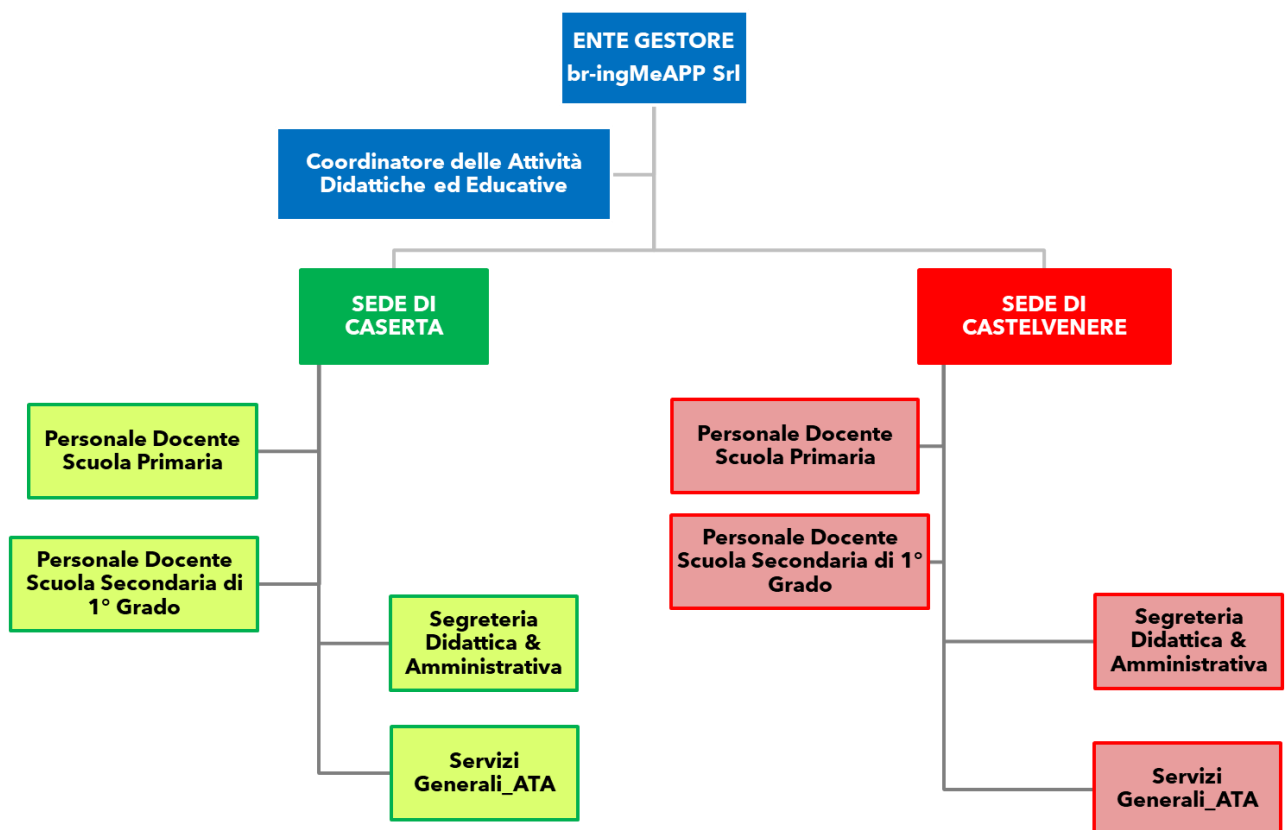 ENTE GESTORE
br-ingMeAPP Srl
Coordinatore delle Attività
Didattiche ed Educative
SEDE DI
CASERTA
Personale Docente
Scuola Primaria
Personale Docente
Scuola Secondaria di
1° Grado
Segreteria
Didattica &
Amministrativa
Servizi
Generali_ATA
SEDE DI
CASTELVENERE
Personale Docente
Scuola Primaria
Personale Docente
Scuola Secondaria di 1°
Grado
Segreteria
Didattica &
Amministrativa
Servizi
Generali_ATA